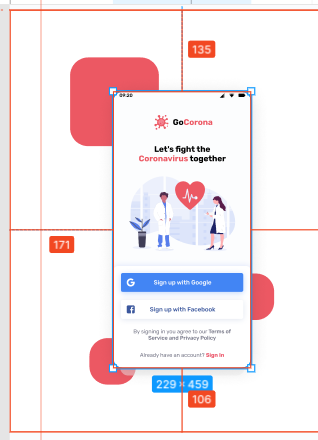 135
09:20
GoCorona
Let's fight the
Coronavirus together
171
Sign up with Google
Sign up with Facebook
By signing in you agree to our Terms of
Service and Privacy Policy
Already have an account? Sign In
229 × 459
106